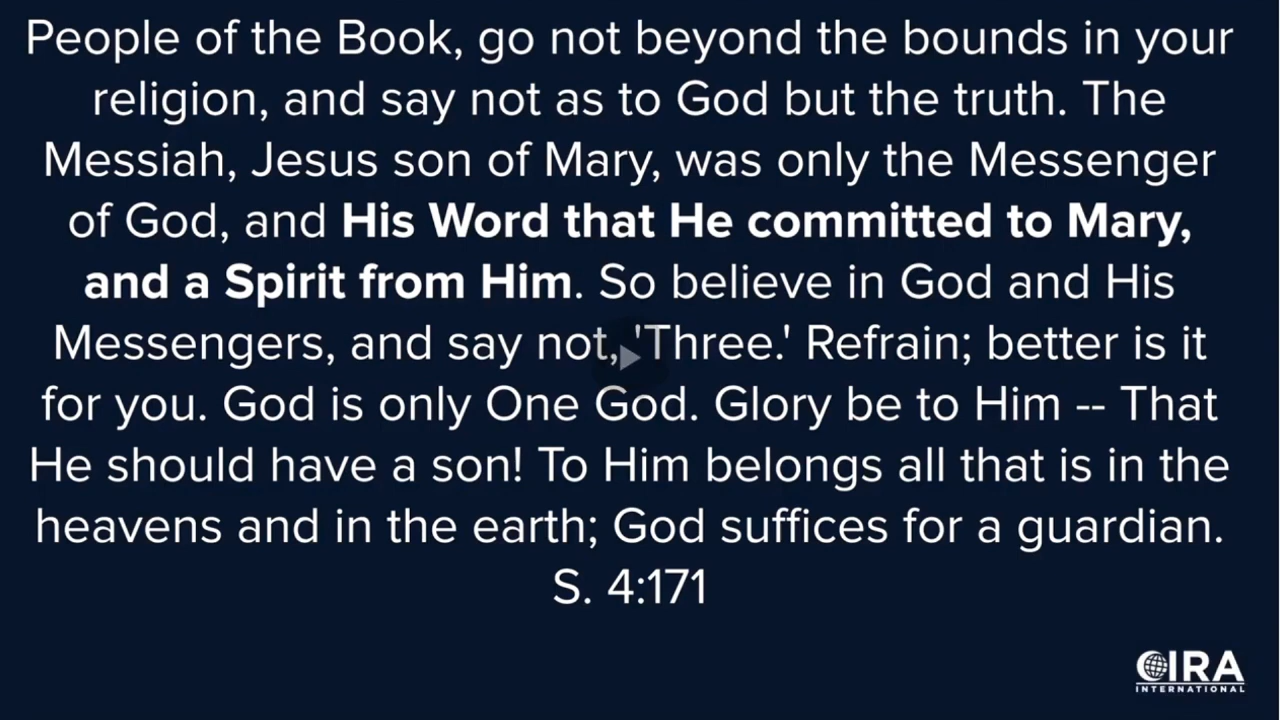 People of the Book, go not beyond the bounds in your
religion, and say not as to God but the truth. The
Messiah, Jesus son of Mary, was only the Messenger
of God, and His Word that He committed to Mary,
and a Spirit from Him. So believe in God and His
Messengers, and say not, 'Three.' Refrain; better is it
for you. God is only One God. Glory be to Him -- That
He should have a son! To Him belongs all that is in the
heavens and in the earth; God suffices for a guardian.
S. 4:171
CIRA
INTERNATIONAL